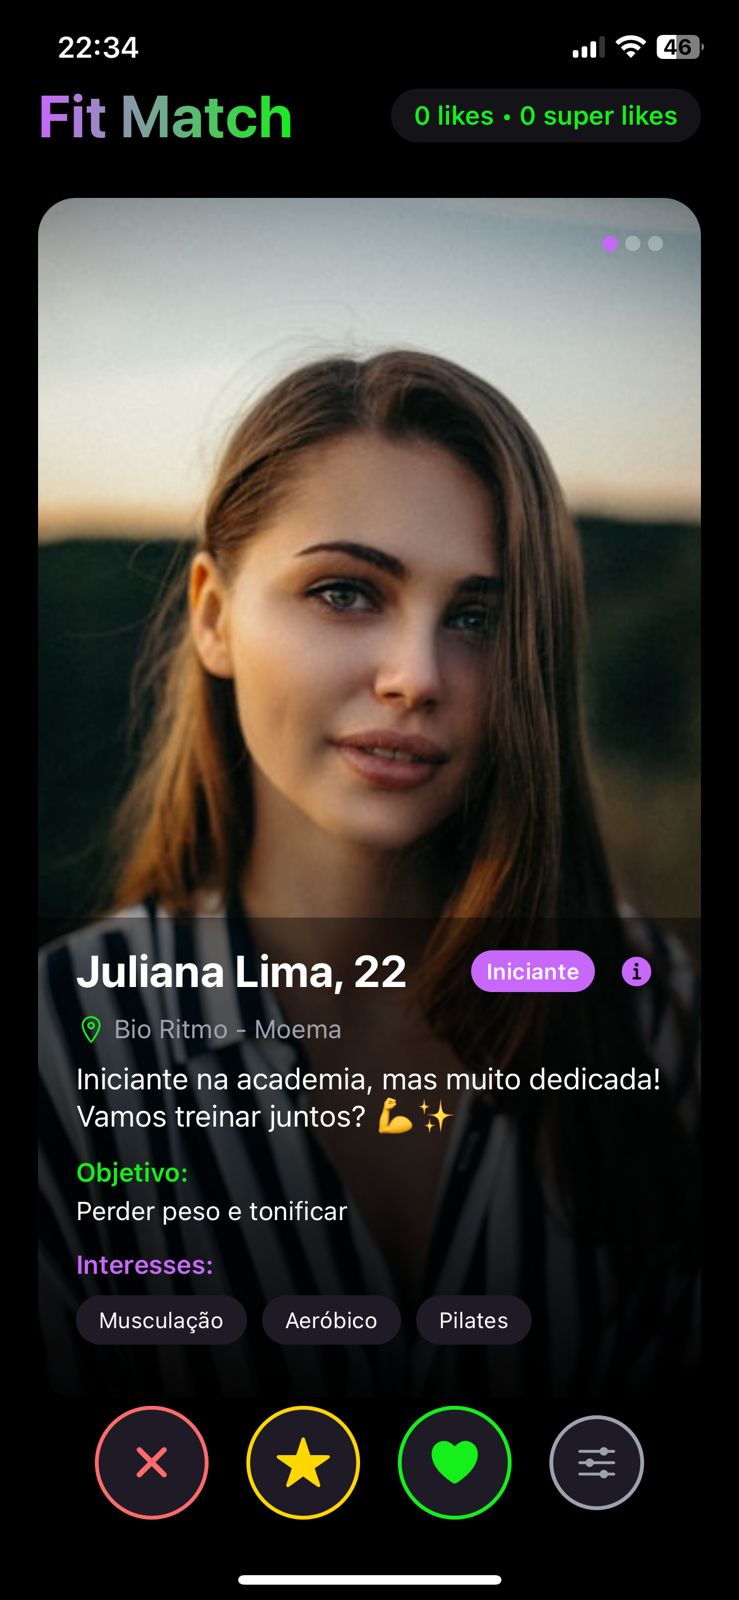 22:34
46
Fit Match
0 likes • 0 super likes
Juliana Lima, 22
Iniciante
i
Bio Ritmo - Moema
Iniciante na academia, mas muito dedicada!
Vamos treinar juntos? 💪✨
Objetivo:
Perder peso e tonificar
Interesses:
Musculação
Aeróbico
Pilates